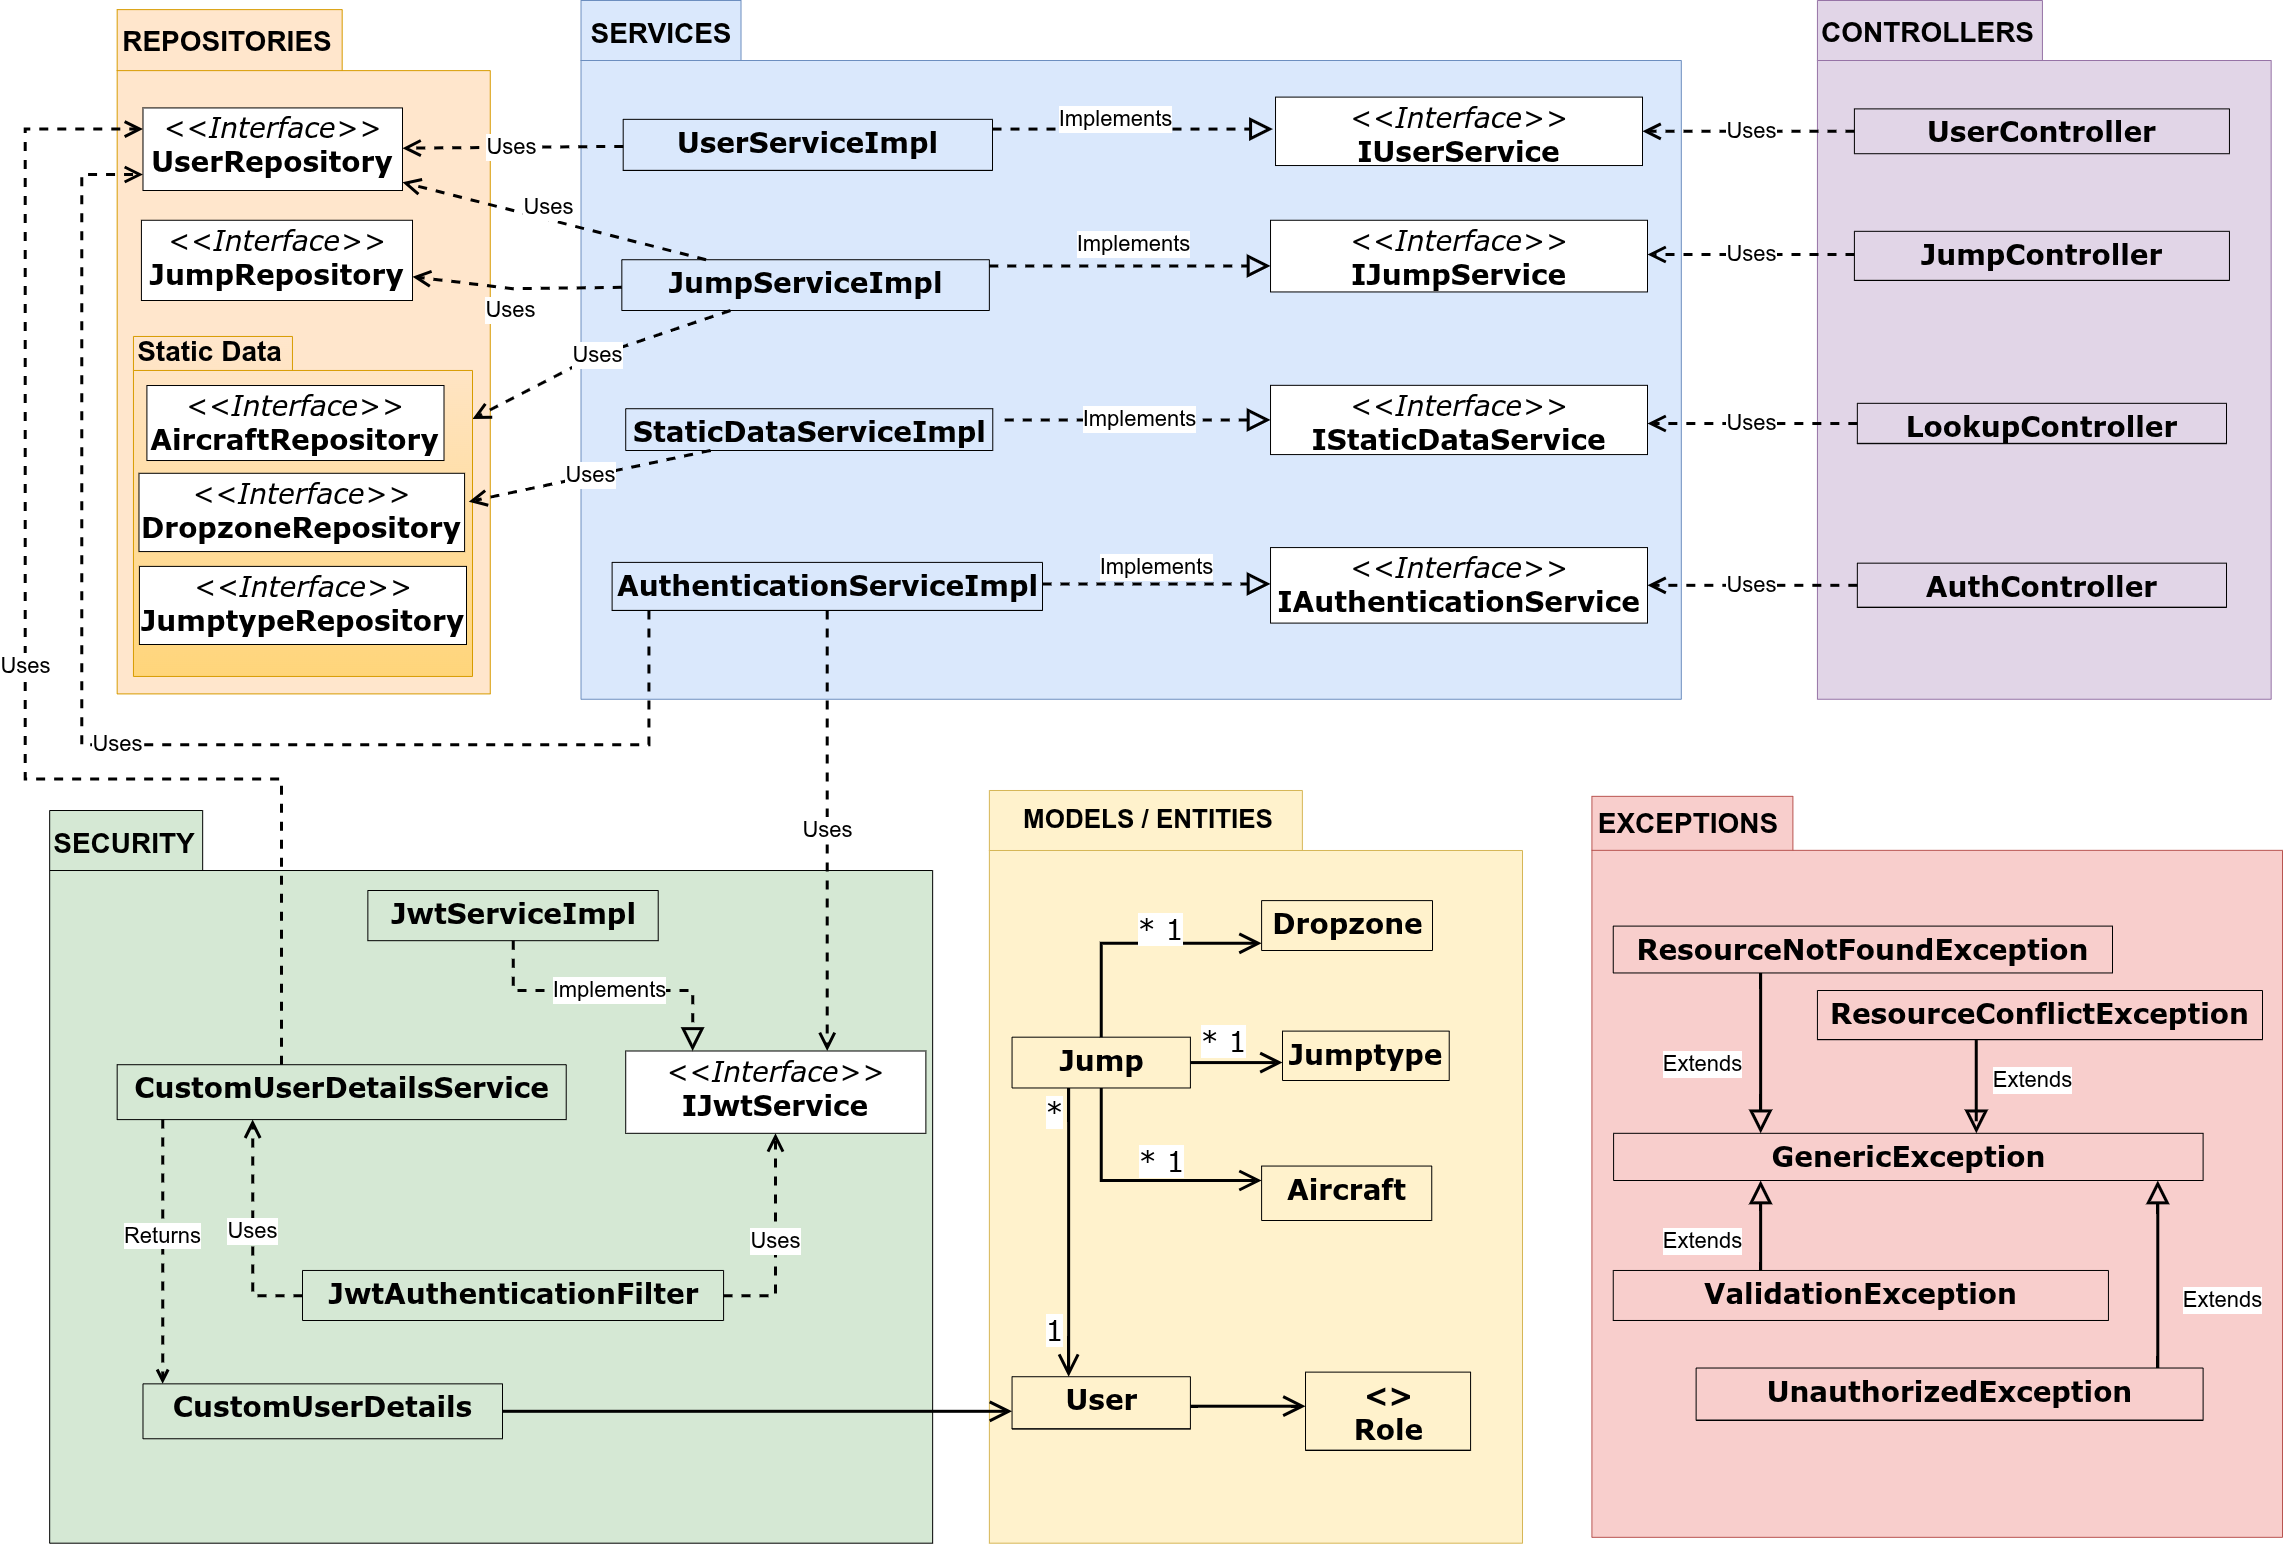 REPOSITORIES
<<Interface>>
UserRepository
<<Interface>>
JumpRepository
Static Data
<<Interface>>
AircraftRepository
<<Interface>>
DropzoneRepository
<<Interface>>
JumptypeRepository
Uses
Uses
Uses
Uses
Uses
Uses
Uses
SERVICES
UserServiceImpl
Implements
<<Interface>>
IUserService
JumpServiceImpl
Implements
<<Interface>>
IJumpService
StaticDataServiceImpl
Implements
<<Interface>>
IStaticDataService
AuthenticationServiceImpl
Implements
<<Interface>>
IAuthenticationService
Uses
Uses
Uses
Uses
CONTROLLERS
UserController
JumpController
LookupController
AuthController
Uses
SECURITY
JwtServiceImpl
Implements
CustomUserDetailsService
<<Interface>>
IJwtService
Returns
Uses
Uses
JwtAuthenticationFilter
CustomUserDetails
MODELS / ENTITIES
* 1
Dropzone
Jump
* 1
Jumptype
*
* 1
Aircraft
1
User
<>
Role
EXCEPTIONS
ResourceNotFoundException
ResourceConflictException
Extends
Extends
GenericException
Extends
ValidationException
Extends
UnauthorizedException